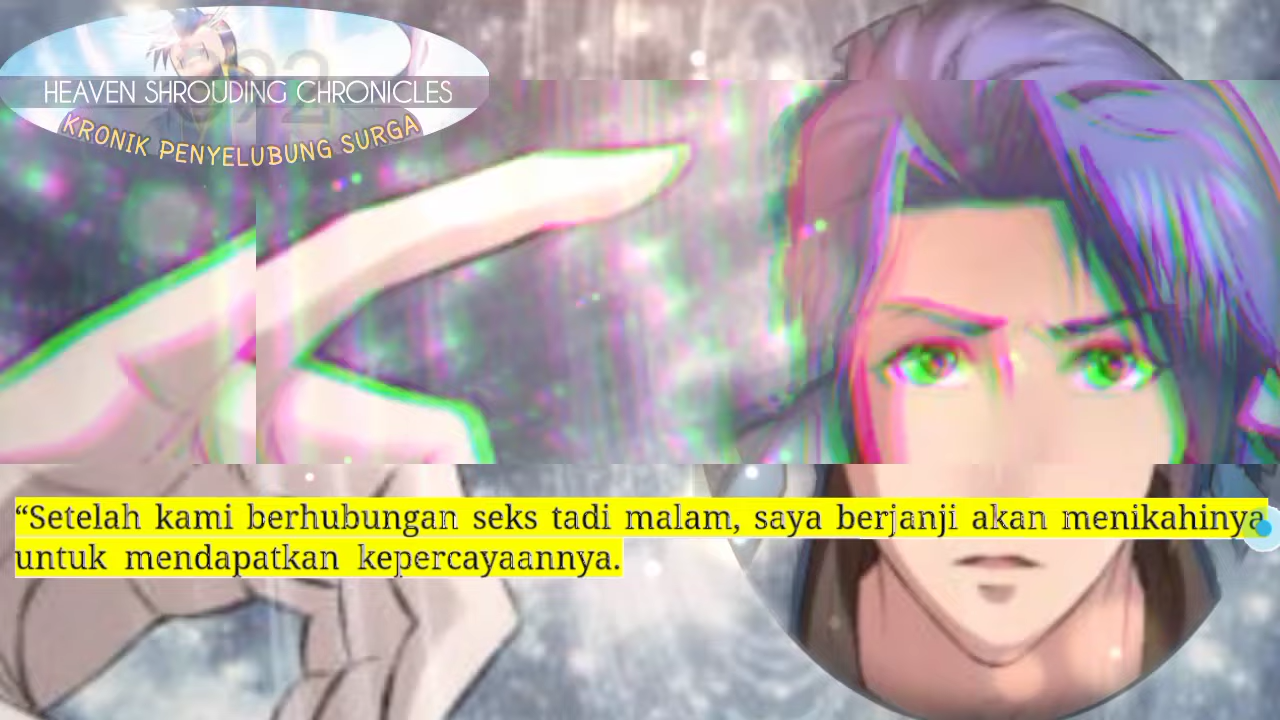 092
HEAVEN SHROUDING CHRONICLES
KRONIK PENYELUBUNG SURGA
“Setelah kami berhubungan seks tadi malam, saya berjanji akan menikahinya
untuk mendapatkan kepercayaannya.